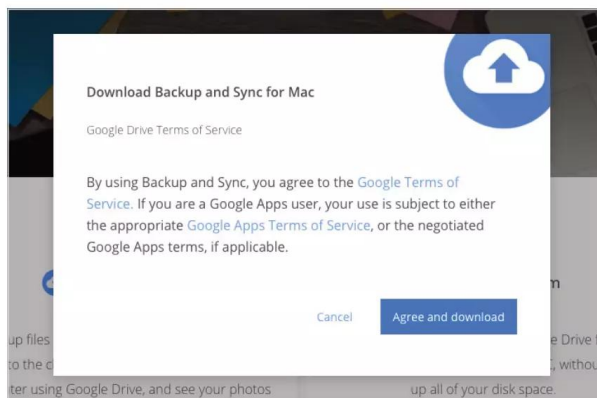 Download Backup and Sync for Mac
Google Drive Terms of Service
By using Backup and Sync, you agree to the Google Terms of
Service. If you are a Google Apps user, your use is subject to either
the appropriate Google Apps Terms of Service, or the negotiated
Google Apps terms, if applicable.
Cancel
Agree and download
up files
to the
ter using Google Drive, and see your photos
e Drive
, withou
up all of your disk space.